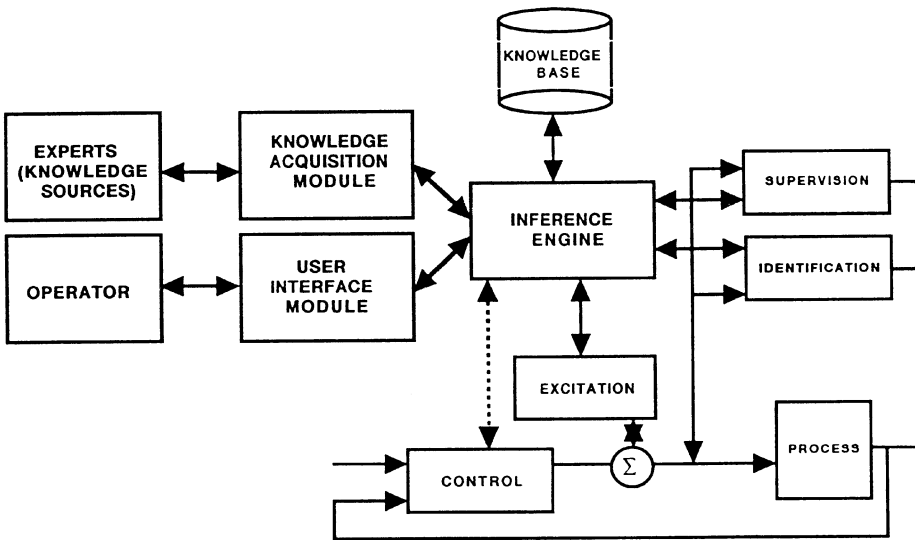 KNOWLEDGE
BASE
EXPERTS
(KNOWLEDGE
SOURCES)
KNOWLEDGE
ACQUISITION
MODULE
INFERENCE
ENGINE
SUPERVISION
IDENTIFICATION
OPERATOR
USER
INTERFACE
MODULE
EXCITATION
CONTROL
Σ
PROCESS